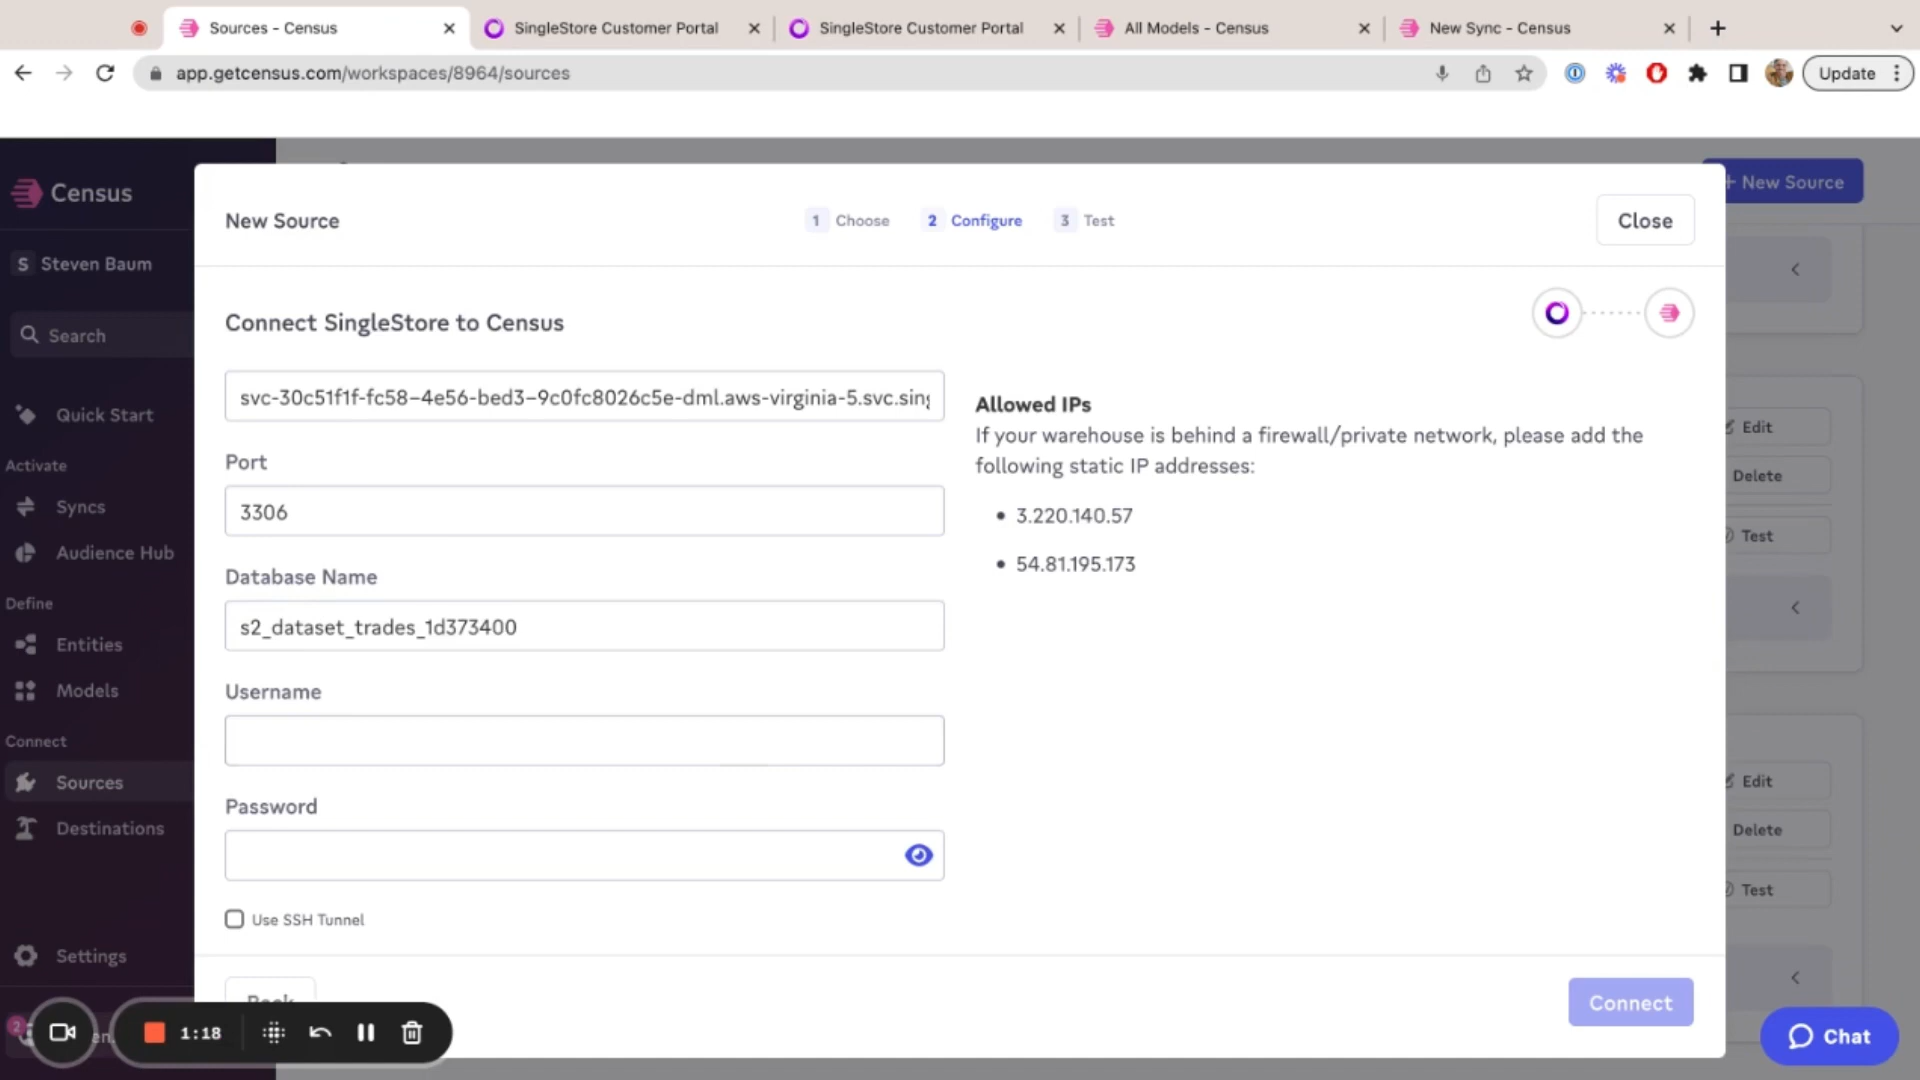 Sources - Census
SingleStore Customer Portal
SingleStore Customer Portal
All Models - Census
New Sync - Census
app.getcensus.com/workspaces/8964/sources
Update
Census
New Source
New Source
1 Choose
2 Configure
3 Test
Close
S Steven Baum
Search
Quick Start
Activate
Syncs
Audience Hub
Define
Entities
Models
Connect
Sources
Destinations
Settings
2
Connect SingleStore to Census
svc-30c51f1f-fc58-4e56-bed3-9c0fc8026c5e-dml.aws-virginia-5.svc.sing
Port
3306
Database Name
s2_dataset_trades_1d373400
Username
Password
Use SSH Tunnel
Allowed IPs
If your warehouse is behind a firewall/private network, please add the
following static IP addresses:
3.220.140.57
54.81.195.173
Edit
Delete
Test
Edit
Delete
Test
Back
Connect
1:18
Chat